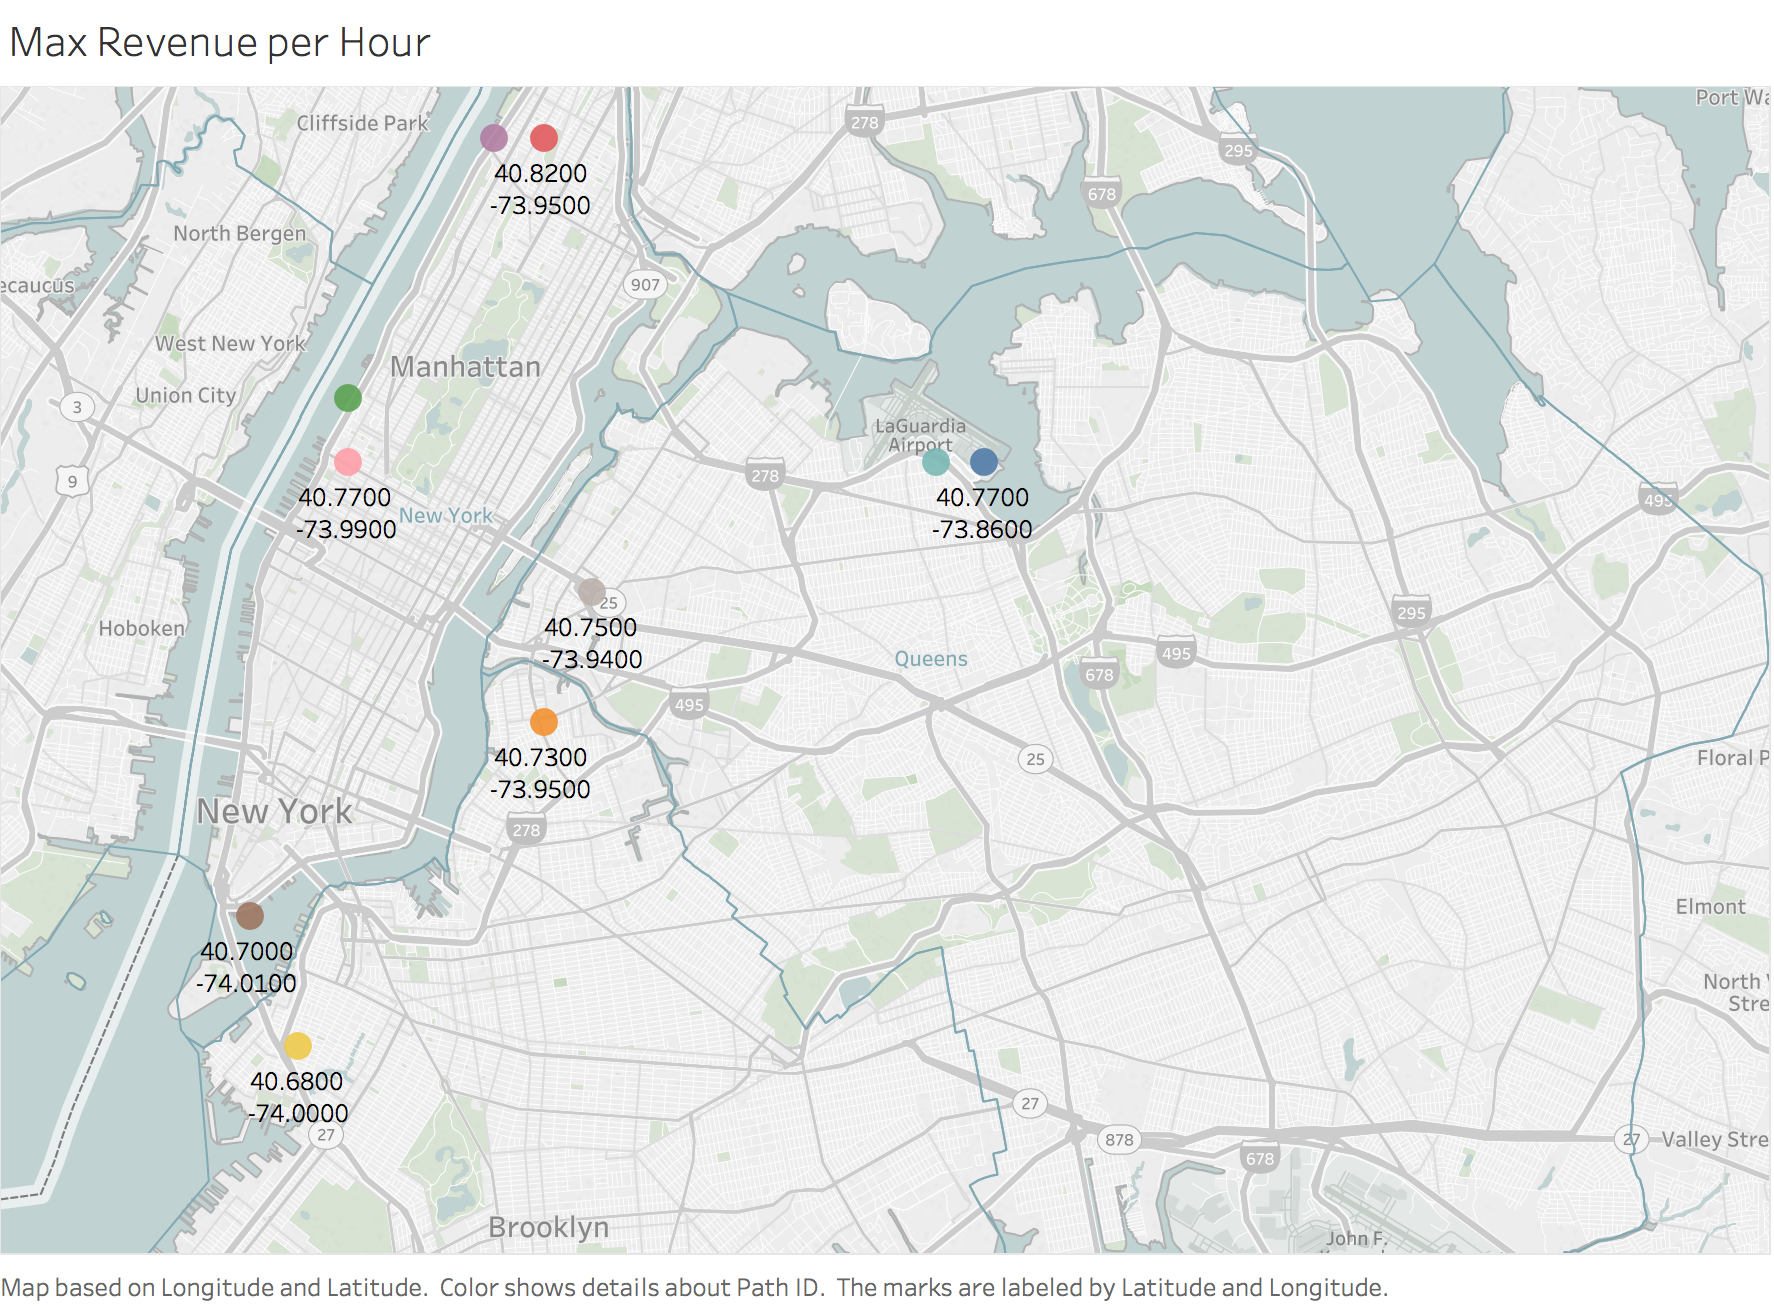 Max Revenue per Hour
Cliffside Park
278
Port Wa
295
40.8200
-73.9500
678
North Bergen
ecaucus
907
West New York
Manhattan
Union City
3
LaGuardia
Airport
9
278
495
40.7700
-73.9900
New York
40.7700
-73.8600
25
295
Hoboken
40.7500
-73.9400
Queens
495
678
495
40.7300
-73.9500
25
Floral P
New York
278
Elmont
40.7000
-74.0100
North
Stre
40.6800
-74.0000
27
27
878
678
27
Valley Stre
Brooklyn
John F.
Map based on Longitude and Latitude.  Color shows details about Path ID.  The marks are labeled by Latitude and Longitude.